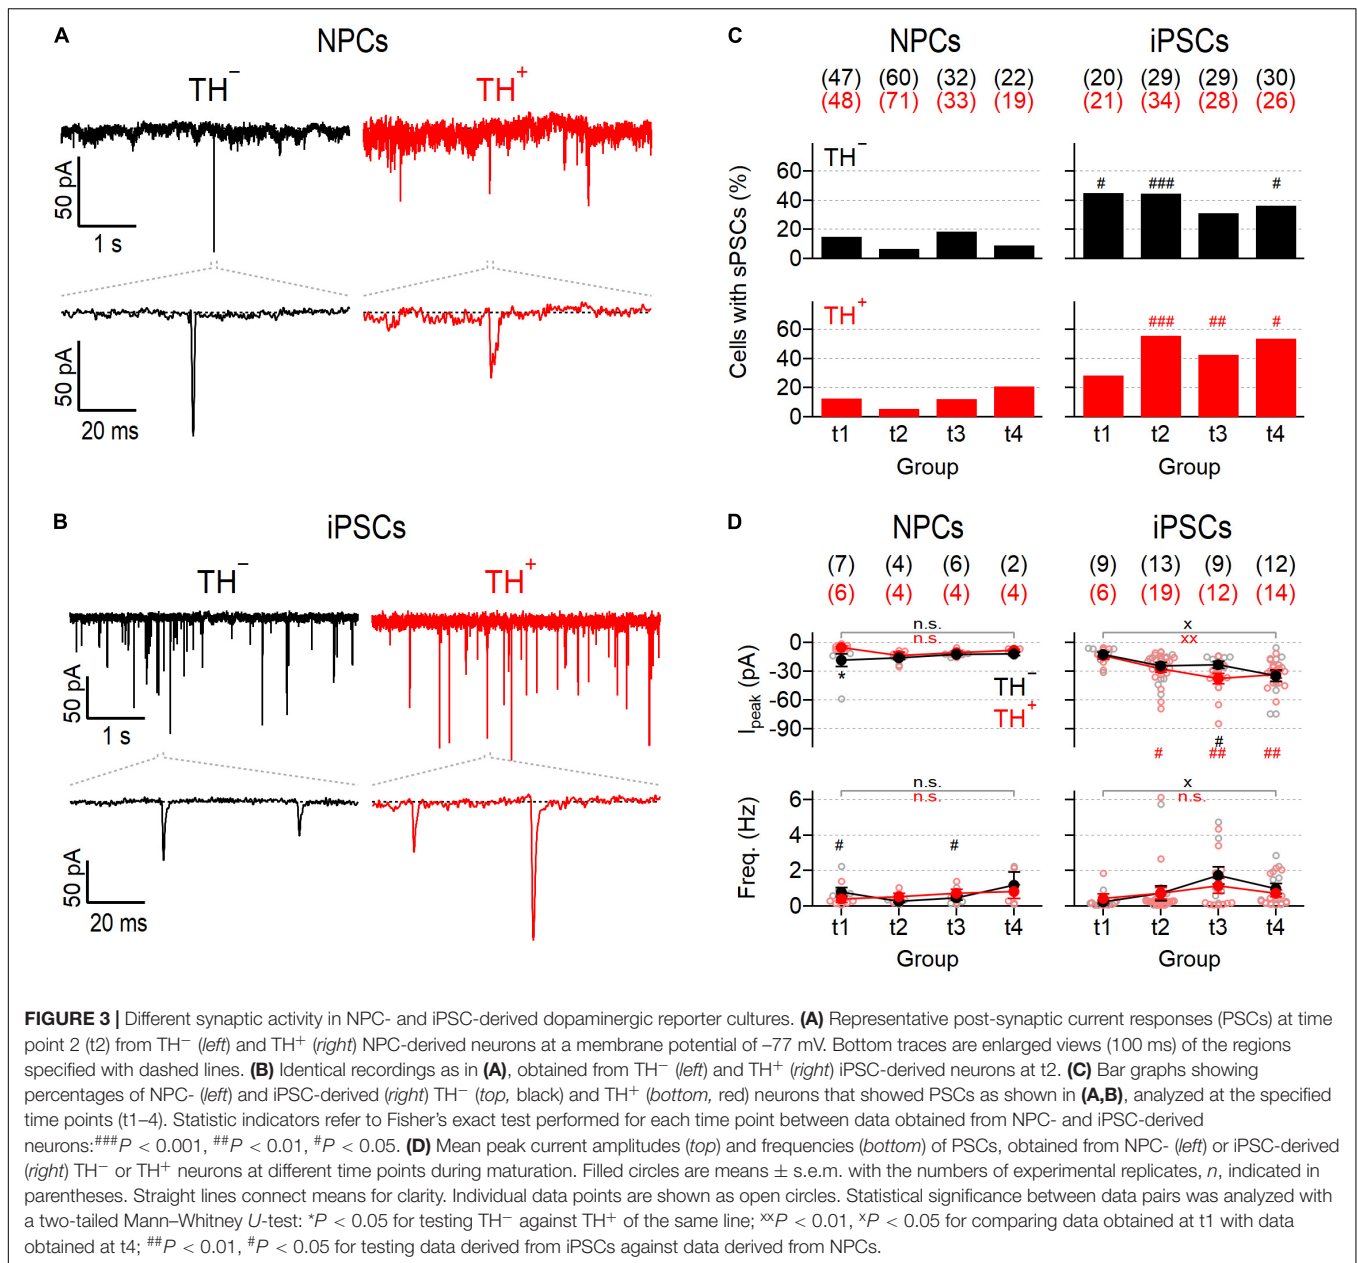 A
NPCs
TH−
TH+
50 pA
1 s
50 pA
20 ms
B
iPSCs
TH−
TH+
50 pA
1 s
50 pA
20 ms
C
NPCs
iPSCs
(47) (60) (32) (22)
(48) (71) (33) (19)
(20) (29) (29) (30)
(21) (34) (28) (26)
Cells with sPSCs (%)
TH−
60
40
20
0
# ### #
TH+
60
40
20
0
### ## #
t1 t2 t3 t4
t1 t2 t3 t4
Group
Group
D
NPCs
iPSCs
(7) (4) (6) (2)
(6) (4) (4) (4)
(9) (13) (9) (12)
(6) (19) (12) (14)
Ipeak (pA)
0
-30
-60
-90
n.s.
n.s.
*
TH−
TH+
x
xx
#
# ## ##
Freq. (Hz)
6
4
2
0
n.s.
n.s.
# #
x
n.s.
t1 t2 t3 t4
t1 t2 t3 t4
Group
Group
FIGURE 3 | Different synaptic activity in NPC- and iPSC-derived dopaminergic reporter cultures. (A) Representative post-synaptic current responses (PSCs) at time
point 2 (t2) from TH− (left) and TH+ (right) NPC-derived neurons at a membrane potential of –77 mV. Bottom traces are enlarged views (100 ms) of the regions
specified with dashed lines. (B) Identical recordings as in (A), obtained from TH− (left) and TH+ (right) iPSC-derived neurons at t2. (C) Bar graphs showing
percentages of NPC- (left) and iPSC-derived (right) TH− (top, black) and TH+ (bottom, red) neurons that showed PSCs as shown in (A,B), analyzed at the specified
time points (t1–4). Statistic indicators refer to Fisher's exact test performed for each time point between data obtained from NPC- and iPSC-derived
neurons:###P < 0.001, ##P < 0.01, #P < 0.05. (D) Mean peak current amplitudes (top) and frequencies (bottom) of PSCs, obtained from NPC- (left) or iPSC-derived
(right) TH− or TH+ neurons at different time points during maturation. Filled circles are means ± s.e.m. with the numbers of experimental replicates, n, indicated in
parentheses. Straight lines connect means for clarity. Individual data points are shown as open circles. Statistical significance between data pairs was analyzed with
a two-tailed Mann–Whitney U-test: *P < 0.05 for testing TH− against TH+ of the same line; xxP < 0.01, xP < 0.05 for comparing data obtained at t1 with data
obtained at t4; ##P < 0.01, #P < 0.05 for testing data derived from iPSCs against data derived from NPCs.